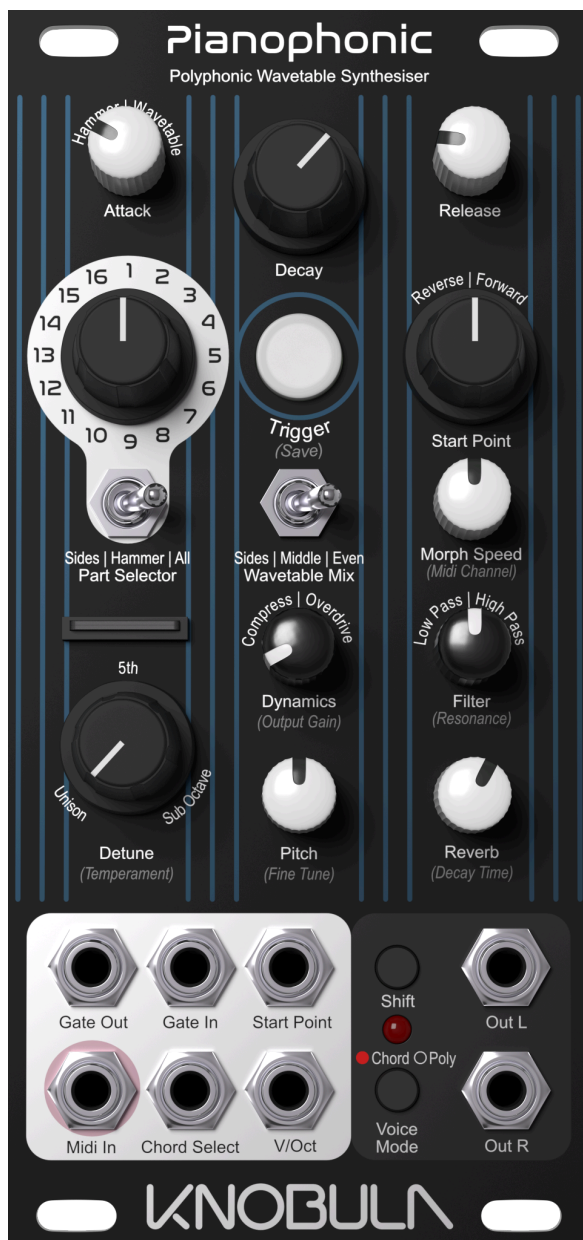 Pianophonic
Polyphonic Wavetable Synthesiser
Hammer | Wavetable
Attack
Decay
Release
1
2
3
4
5
6
7
8
9
10
11
12
13
14
15
16
Trigger
(Save)
Reverse | Forward
Start Point
Sides | Hammer | All
Part Selector
Sides | Middle | Even
Wavetable Mix
Morph Speed
(Midi Channel)
5th
Unison
Sub Octave
Detune
(Temperament)
Compress | Overdrive
Dynamics
(Output Gain)
Low Pass | High Pass
Filter
(Resonance)
Pitch
(Fine Tune)
Reverb
(Decay Time)
Gate Out
Gate In
Start Point
Shift
Out L
Chord Poly
Midi In
Chord Select
V/Oct
Voice
Mode
Out R
KNOBULA